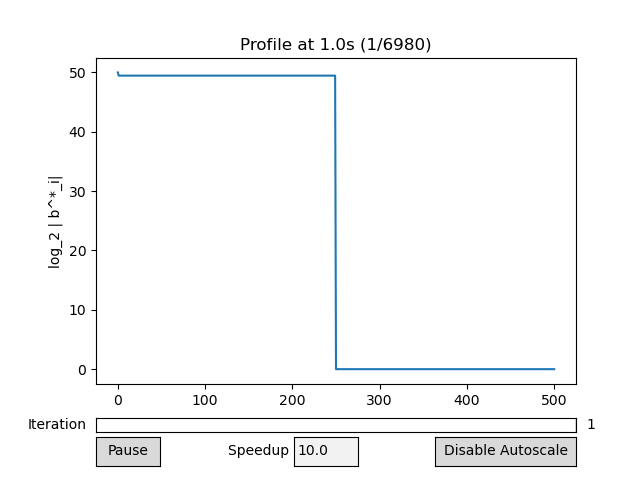 Profile at 1.0s (1/6980)
log_2 | b^*_i|
50
40
30
20
10
0
0 100 200 300 400 500
Iteration 1
Pause Speedup 10.0 Disable Autoscale